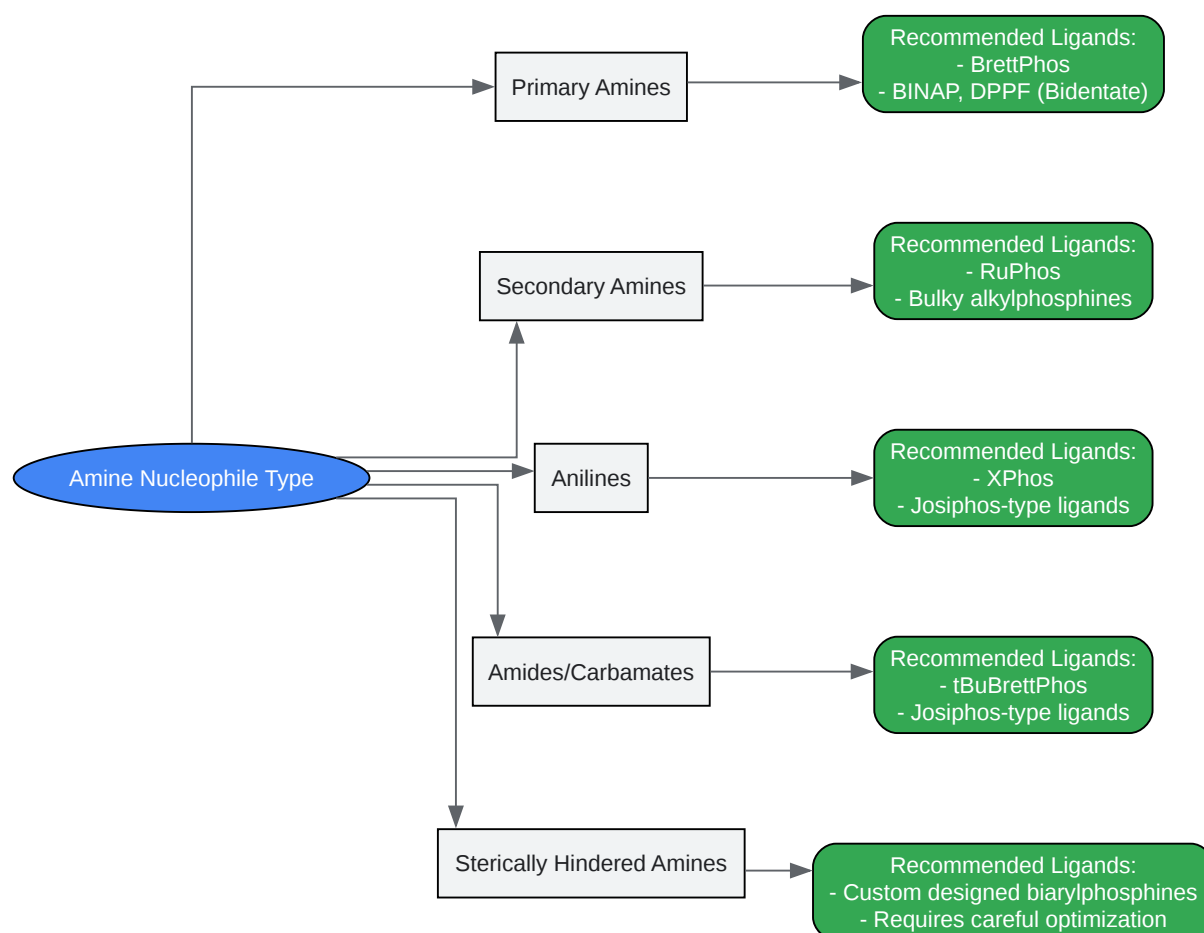 Primary Amines
Recommended Ligands:
- BrettPhos
- BINAP, DPPF (Bidentate)
Secondary Amines
Recommended Ligands:
- RuPhos
- Bulky alkylphosphines
Amine Nucleophile Type
Anilines
Recommended Ligands:
- XPhos
- Josiphos-type ligands
Amides/Carbamates
Recommended Ligands:
- tBuBrettPhos
- Josiphos-type ligands
Sterically Hindered Amines
Recommended Ligands:
- Custom designed biarylphosphines
- Requires careful optimization